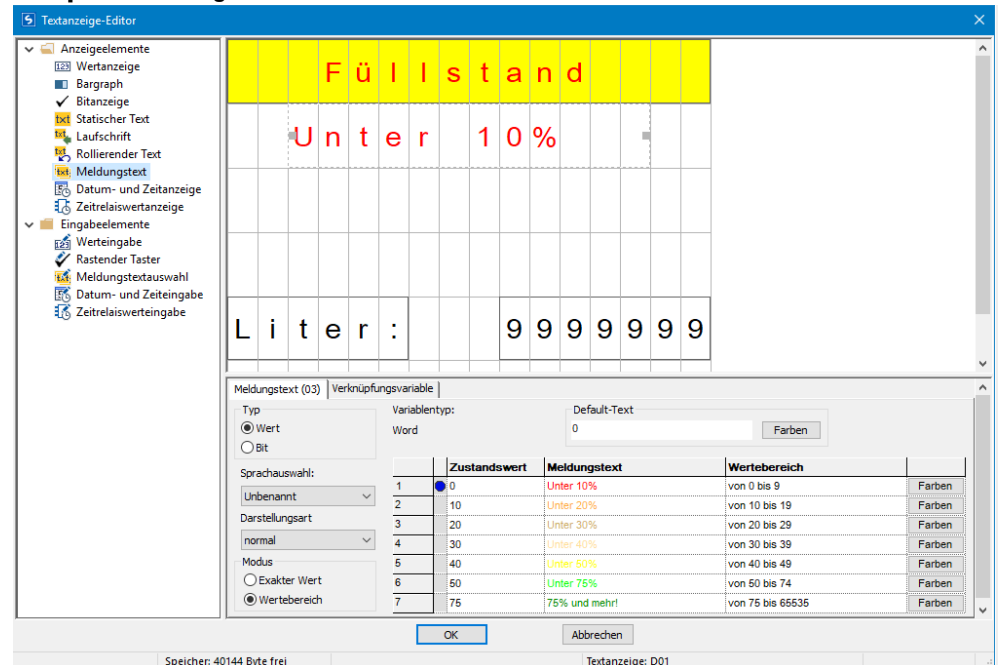 Textanzeige-Editor
Anzeigeelemente
Wertanzeige
Bargraph
Bitanzeige
Statischer Text
Laufschrift
Rollierender Text
Meldungstext
Datum- und Zeitanzeige
Zeitrelaiswertanzeige
Eingabeelemente
Werteingabe
Rastender Taster
Meldungstextauswahl
Datum- und Zeiteingabe
Zeitrelaiswerteingabe
Füllstand
Unter 10%
Liter: 9999999
Meldungstext (03) Verknüpfungsvariable
Typ
Wert
Bit
Variablentyp:
Word
Default-Text
0 Farben
Sprachauswahl:
Unbenannt
Darstellungsart
normal
Modus
Exakter Wert
Wertebereich
Zustandswert Meldungstext Wertebereich
1 0 Unter 10% von 0 bis 9 Farben
2 10 Unter 20% von 10 bis 19 Farben
3 20 Unter 30% von 20 bis 29 Farben
4 30 Unter 40% von 30 bis 39 Farben
5 40 Unter 50% von 40 bis 49 Farben
6 50 Unter 75% von 50 bis 74 Farben
7 75 75% und mehr! von 75 bis 65535 Farben
OK Abbrechen
Speicher: 40144 Byte frei Textanzeige: D01